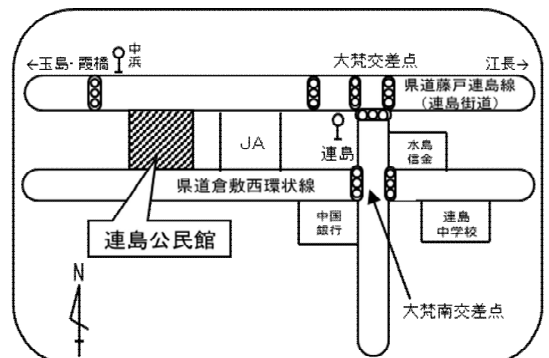 ←玉島・霞橋
中浜
大梵交差点
江長→
県道藤戸連島線
（連島街道）
JA
連島
水島
信金
県道倉敷西環状線
中国
銀行
連島
中学校
連島公民館
N
大梵南交差点